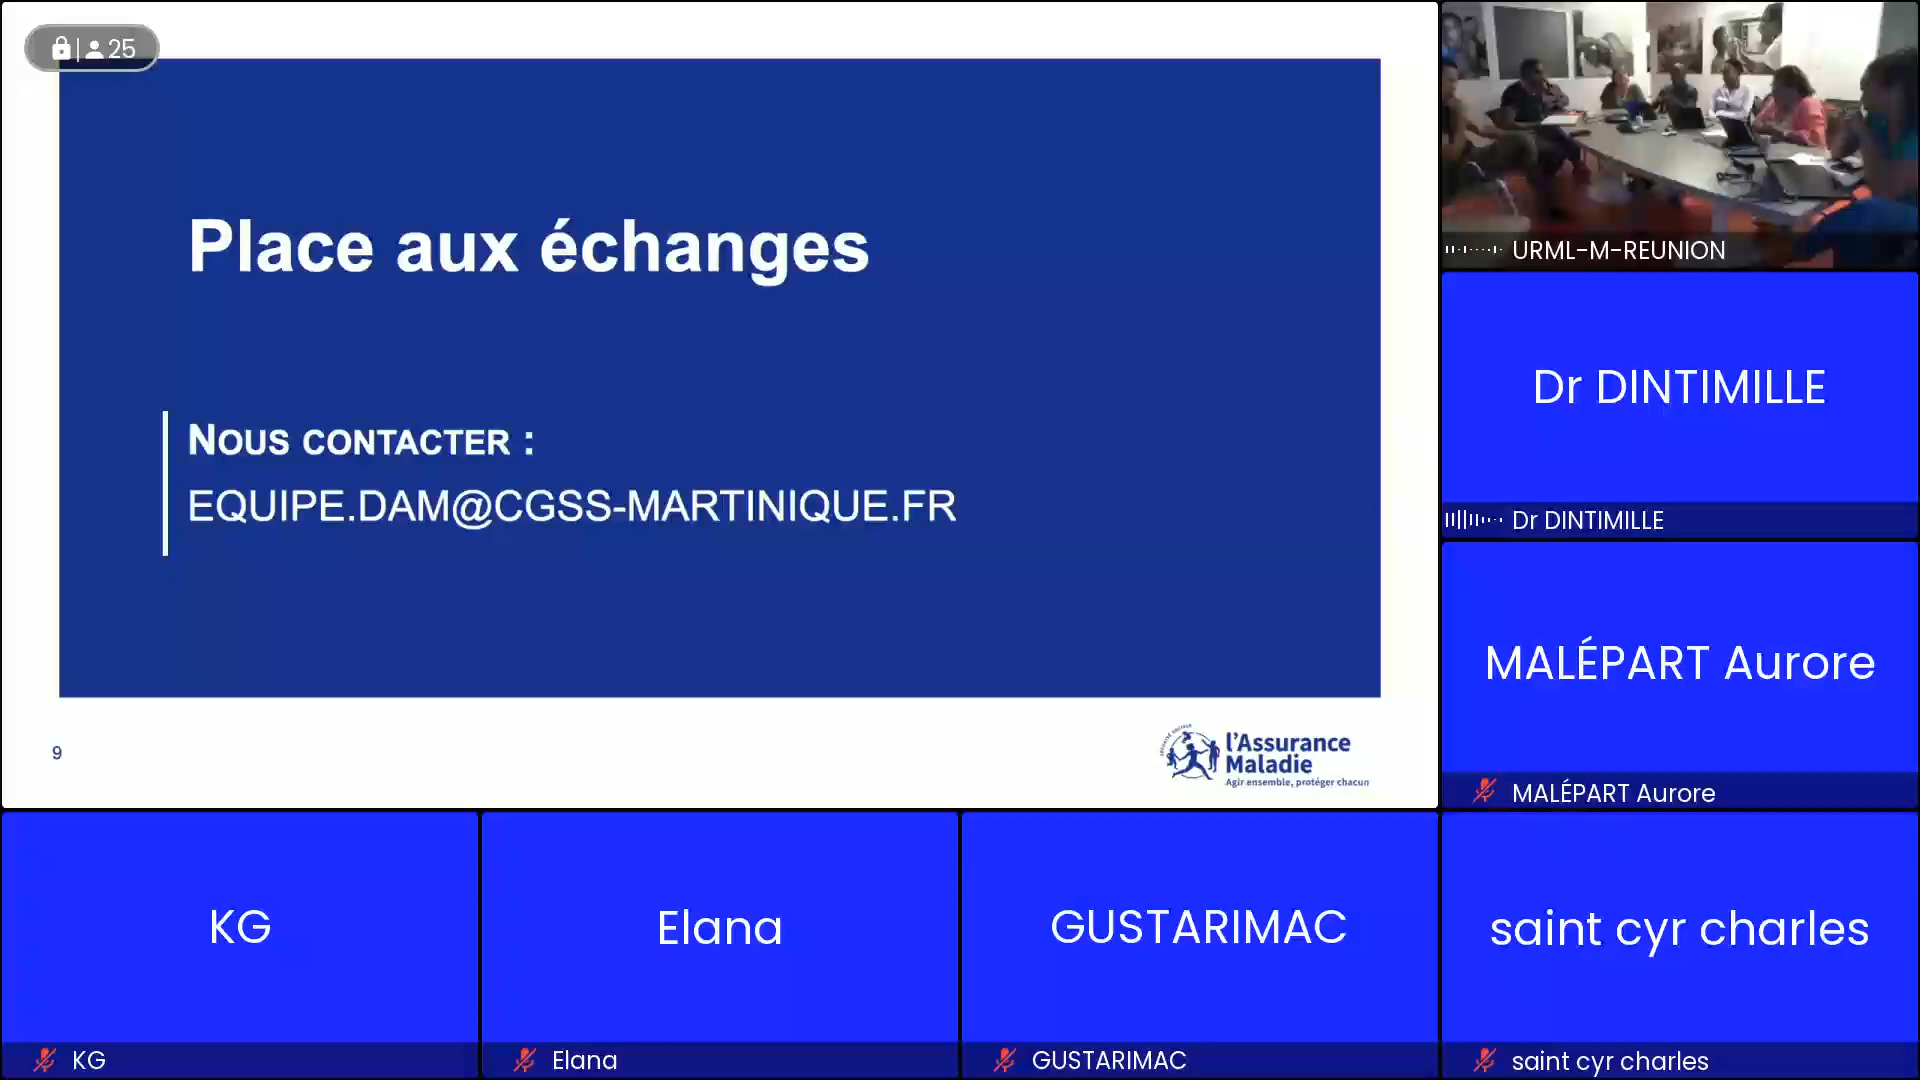 25
Place aux échanges
NOUS CONTACTER :
EQUIPE.DAM@CGSS-MARTINIQUE.FR
9
l'Assurance
Maladie
Agir ensemble, protéger chacun
URML-M-REUNION
Dr DINTIMILLE
Dr DINTIMILLE
MALÉPART Aurore
MALÉPART Aurore
KG
KG
Elana
Elana
GUSTARIMAC
GUSTARIMAC
saint cyr charles
saint cyr charles